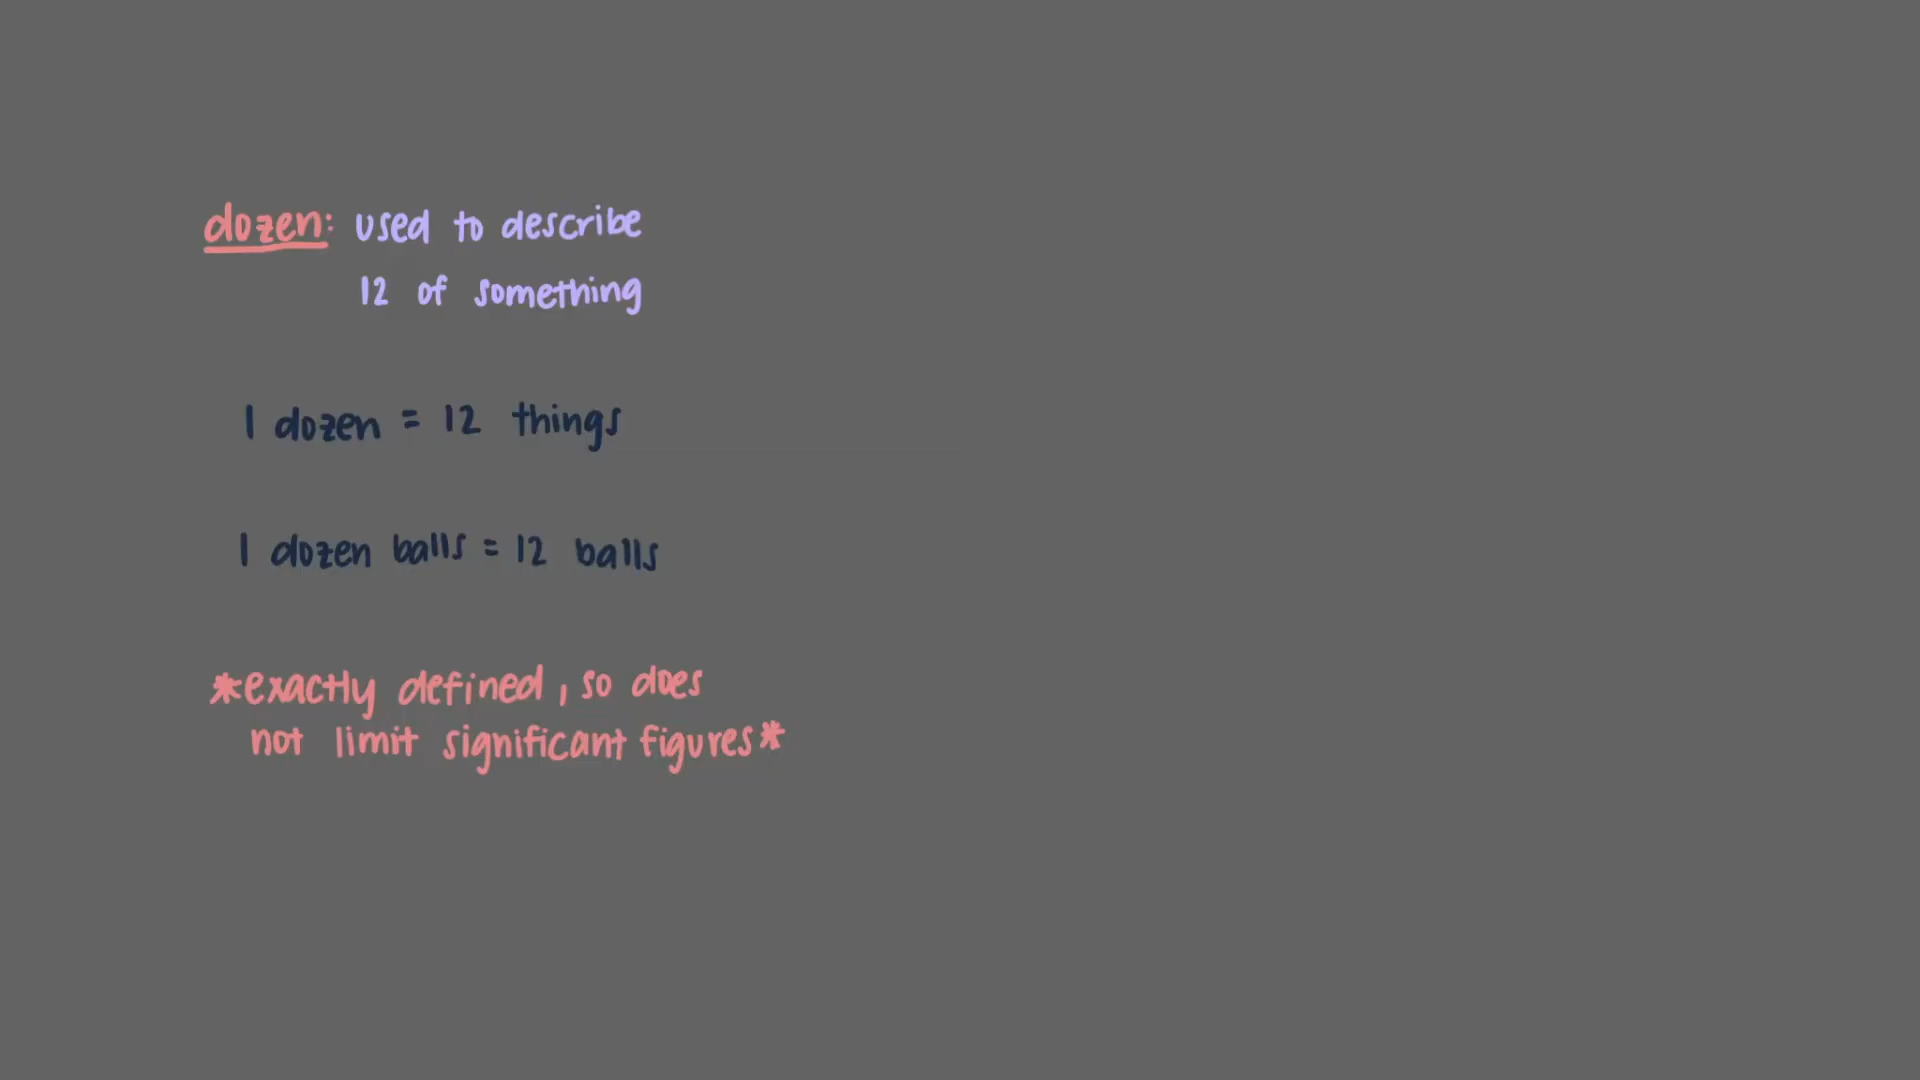 dozen: used to describe
12 of something
1 dozen = 12 things
1 dozen balls = 12 balls
*exactly defined, so does
not limit significant figures*